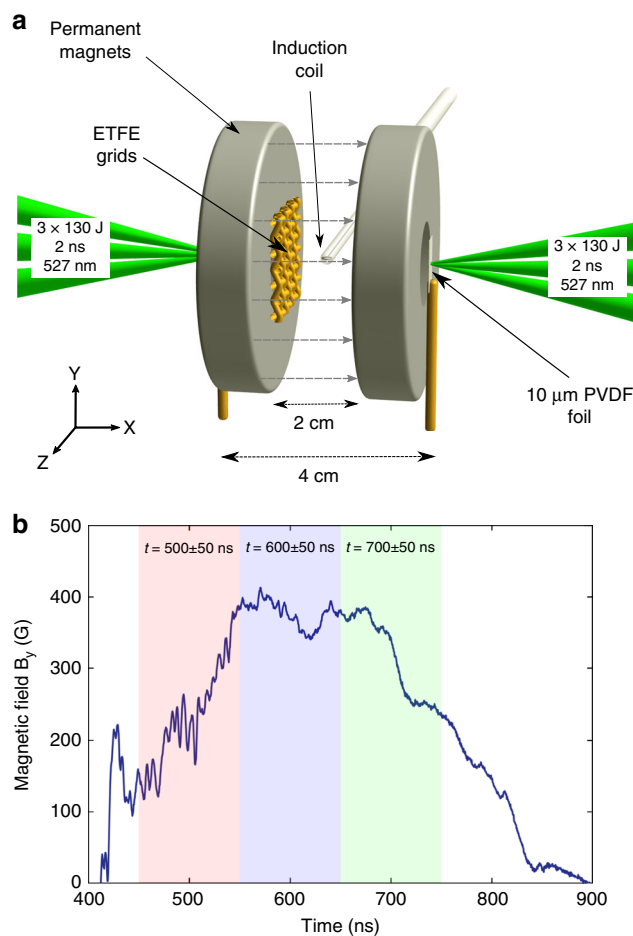 a
Permanent
magnets
Induction
coil
ETFE
grids
3 × 130 J
2 ns
527 nm
3 × 130 J
2 ns
527 nm
Y
X
Z
2 cm
4 cm
10 μm PVDF
foil
b
500
400
300
200
100
0
Magnetic field B_y (G)
t = 500±50 ns
t = 600±50 ns
t = 700±50 ns
400
500
600
700
800
900
Time (ns)